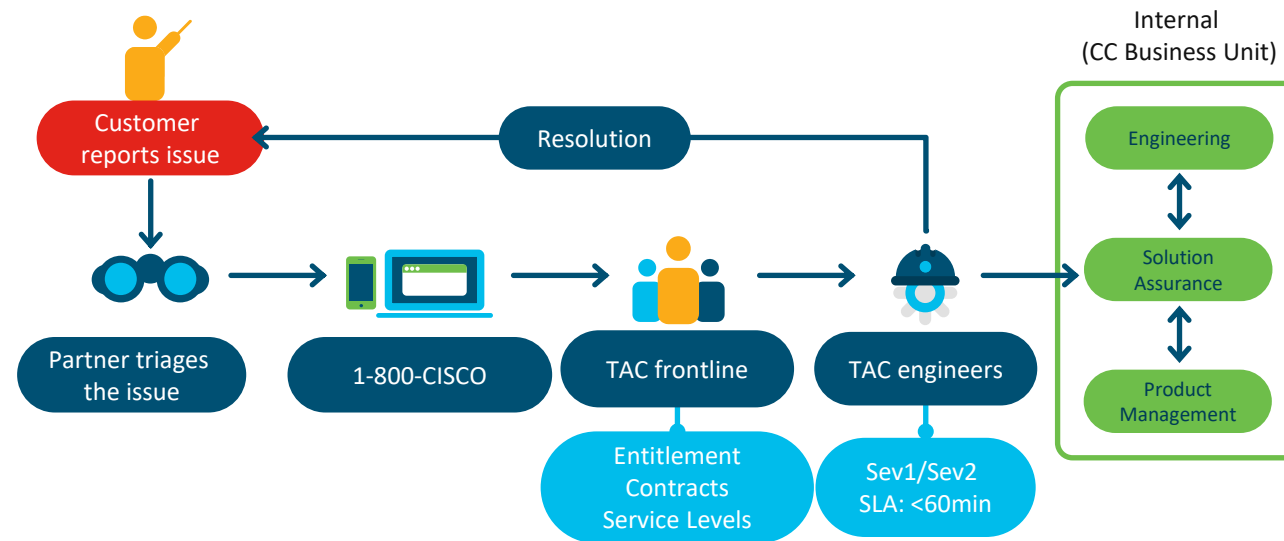 Internal
(CC Business Unit)
Customer
reports issue
Resolution
Engineering
Solution
Assurance
Partner triages
the issue
1-800-CISCO
TAC frontline
TAC engineers
Product
Management
Entitlement
Contracts
Service Levels
Sev1/Sev2
SLA: <60min